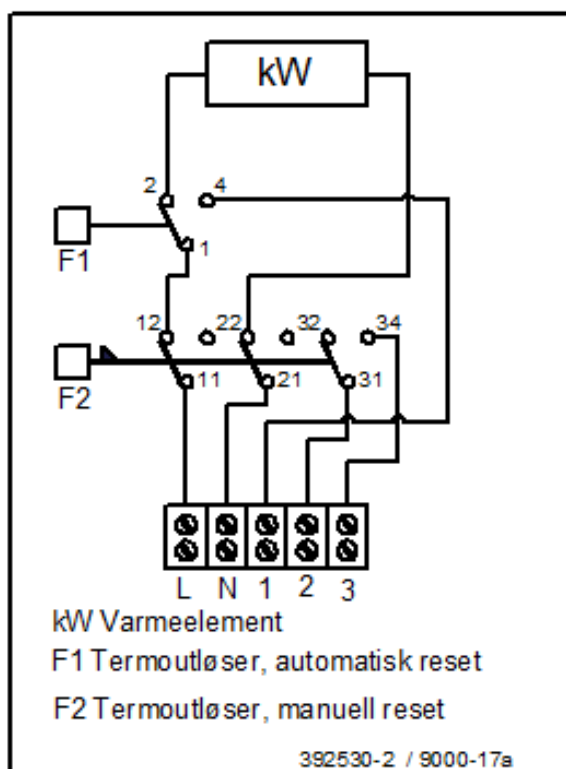 kW
2 4
F1 1
12 22 32 34
F2 11 21 31
L N 1 2 3
kW Varmeelement
F1 Termoutløser, automatisk reset
F2 Termoutløser, manuell reset
392530-2 / 9000-17a